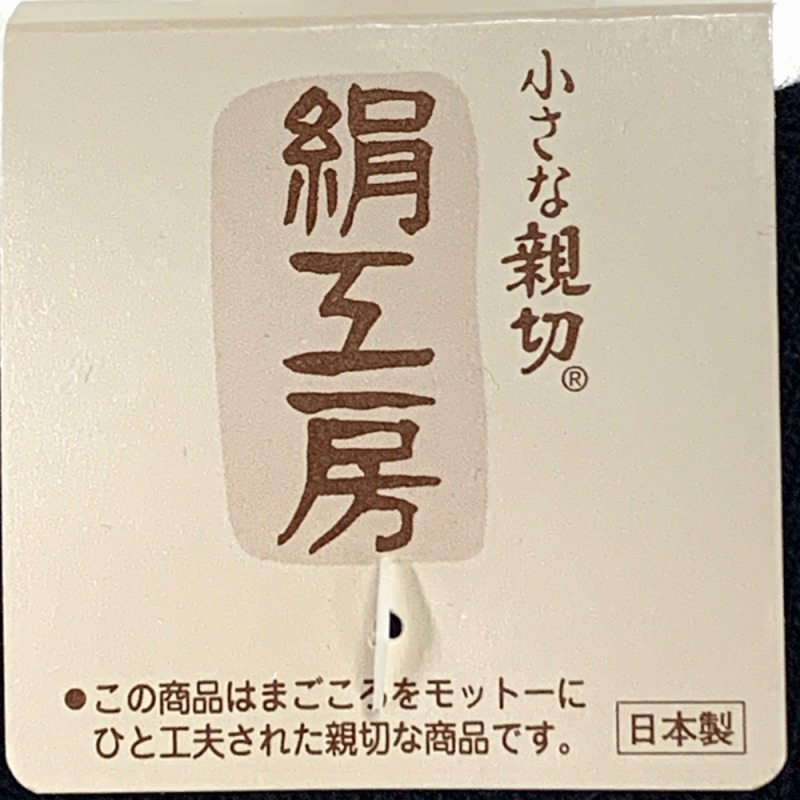 小さな親切®
絹工房
●この商品はまごころをモットーに
ひと工夫された親切な商品です。
日本製